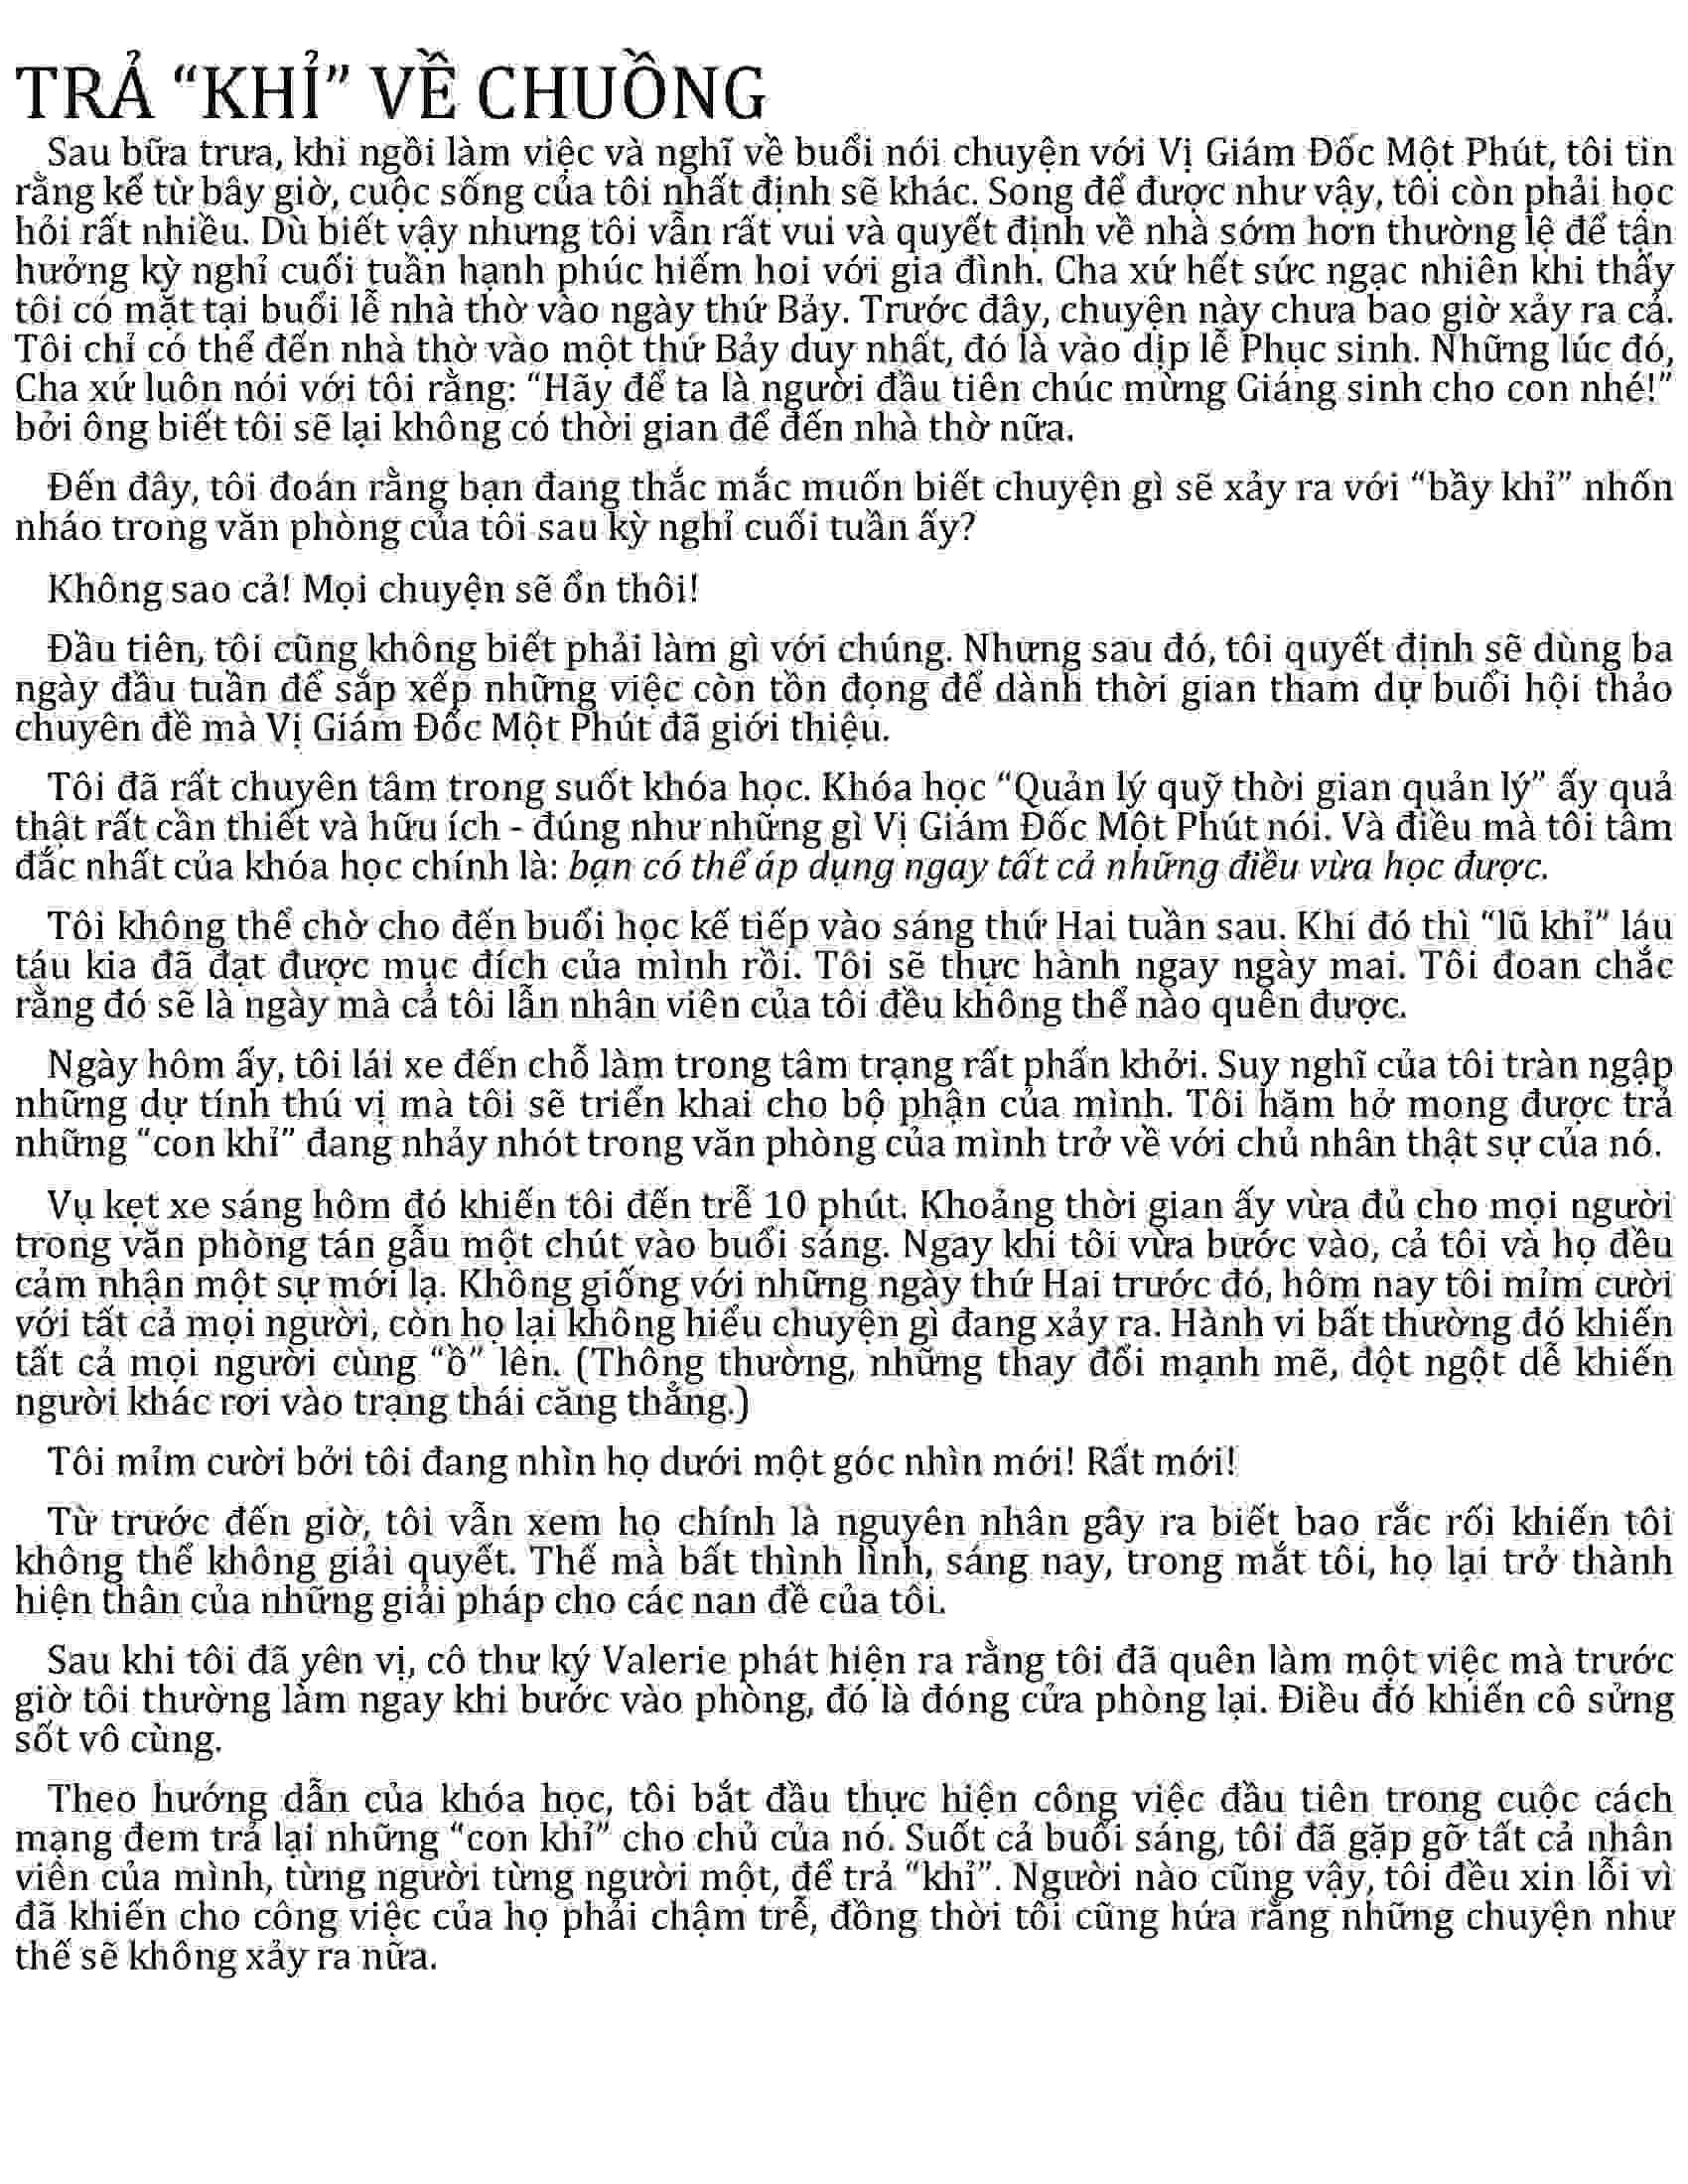 TRẢ “KHỈ” VỀ CHUỒNG
Sau bữa trưa, khi ngồi làm việc và nghĩ về buổi nói chuyện với Vị Giám Đốc Một Phút, tôi tin
rằng kể từ bây giờ, cuộc sống của tôi nhất định sẽ khác. Song để được như vậy, tôi còn phải học
hỏi rất nhiều. Dù biết vậy nhưng tôi vẫn rất vui và quyết định về nhà sớm hơn thường lệ để tận
hưởng kỳ nghỉ cuối tuần hạnh phúc hiếm hoi với gia đình. Cha xứ hết sức ngạc nhiên khi thấy
tôi có mặt tại buổi lễ nhà thờ vào ngày thứ Bảy. Trước đây, chuyện này chưa bao giờ xảy ra cả.
Tôi chỉ có thể đến nhà thờ vào một thứ Bảy duy nhất, đó là vào dịp lễ Phục sinh. Những lúc đó,
Cha xứ luôn nói với tôi rằng: “Hãy để ta là người đầu tiên chúc mừng Giáng sinh cho con nhé!”
bởi ông biết tôi sẽ lại không có thời gian để đến nhà thờ nữa.
Đến đây, tôi đoán rằng bạn đang thắc mắc muốn biết chuyện gì sẽ xảy ra với “bầy khỉ” nhốn
nháo trong văn phòng của tôi sau kỳ nghỉ cuối tuần ấy?
Không sao cả! Mọi chuyện sẽ ổn thôi!
Đầu tiên, tôi cũng không biết phải làm gì với chúng. Nhưng sau đó, tôi quyết định sẽ dùng ba
ngày đầu tuần để sắp xếp những việc còn tồn đọng để dành thời gian tham dự buổi hội thảo
chuyên đề mà Vị Giám Đốc Một Phút đã giới thiệu.
Tôi đã rất chuyên tâm trong suốt khóa học. Khóa học “Quản lý quỹ thời gian quản lý” ấy quả
thật rất cần thiết và hữu ích - đúng như những gì Vị Giám Đốc Một Phút nói. Và điều mà tôi tâm
đắc nhất của khóa học chính là: bạn có thể áp dụng ngay tất cả những điều vừa học được.
Tôi không thể chờ cho đến buổi học kế tiếp vào sáng thứ Hai tuần sau. Khi đó thì “lũ khỉ” láu
táu kia đã đạt được mục đích của mình rồi. Tôi sẽ thực hành ngay ngày mai. Tôi đoan chắc
rằng đó sẽ là ngày mà cả tôi lẫn nhân viên của tôi đều không thể nào quên được.
Ngày hôm ấy, tôi lái xe đến chỗ làm trong tâm trạng rất phấn khởi. Suy nghĩ của tôi tràn ngập
những dự tính thú vị mà tôi sẽ triển khai cho bộ phận của mình. Tôi hăm hở mong được trả
những “con khỉ” đang nhảy nhót trong văn phòng của mình trở về với chủ nhân thật sự của nó.
Vụ kẹt xe sáng hôm đó khiến tôi đến trễ 10 phút. Khoảng thời gian ấy vừa đủ cho mọi người
trong văn phòng tán gẫu một chút vào buổi sáng. Ngay khi tôi vừa bước vào, cả tôi và họ đều
cảm nhận một sự mới lạ. Không giống với những ngày thứ Hai trước đó, hôm nay tôi mỉm cười
với tất cả mọi người, còn họ lại không hiểu chuyện gì đang xảy ra. Hành vi bất thường đó khiến
tất cả mọi người cùng “ồ” lên. (Thông thường, những thay đổi mạnh mẽ, đột ngột dễ khiến
người khác rơi vào trạng thái căng thẳng.)
Tôi mỉm cười bởi tôi đang nhìn họ dưới một góc nhìn mới! Rất mới!
Từ trước đến giờ, tôi vẫn xem họ chính là nguyên nhân gây ra biết bao rắc rối khiến tôi
không thể không giải quyết. Thế mà bất thình lình, sáng nay, trong mắt tôi, họ lại trở thành
hiện thân của những giải pháp cho các nan đề của tôi.
Sau khi tôi đã yên vị, cô thư ký Valerie phát hiện ra rằng tôi đã quên làm một việc mà trước
giờ tôi thường làm ngay khi bước vào phòng, đó là đóng cửa phòng lại. Điều đó khiến cô sửng
sốt vô cùng.
Theo hướng dẫn của khóa học, tôi bắt đầu thực hiện công việc đầu tiên trong cuộc cách
mạng đem trả lại những “con khỉ” cho chủ của nó. Suốt cả buổi sáng, tôi đã gặp gỡ tất cả nhân
viên của mình, từng người từng người một, để trả “khỉ”. Người nào cũng vậy, tôi đều xin lỗi vì
đã khiến cho công việc của họ phải chậm trễ, đồng thời tôi cũng hứa rằng những chuyện như
thế sẽ không xảy ra nữa.